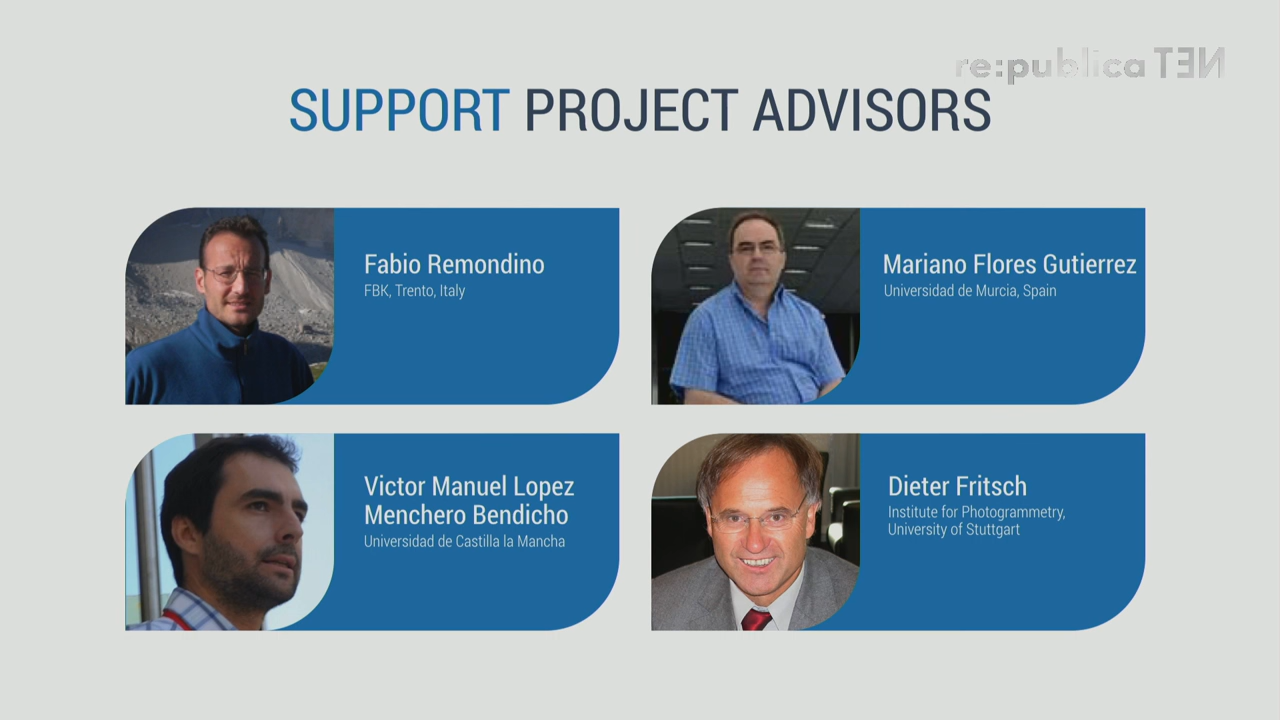 re:publica TEN
SUPPORT PROJECT ADVISORS
Fabio Remondino
FBK, Trento, Italy
Mariano Flores Gutierrez
Universidad de Murcia, Spain
Victor Manuel Lopez
Menchero Bendicho
Universidad de Castilla la Mancha
Dieter Fritsch
Institute for Photogrammetry,
University of Stuttgart